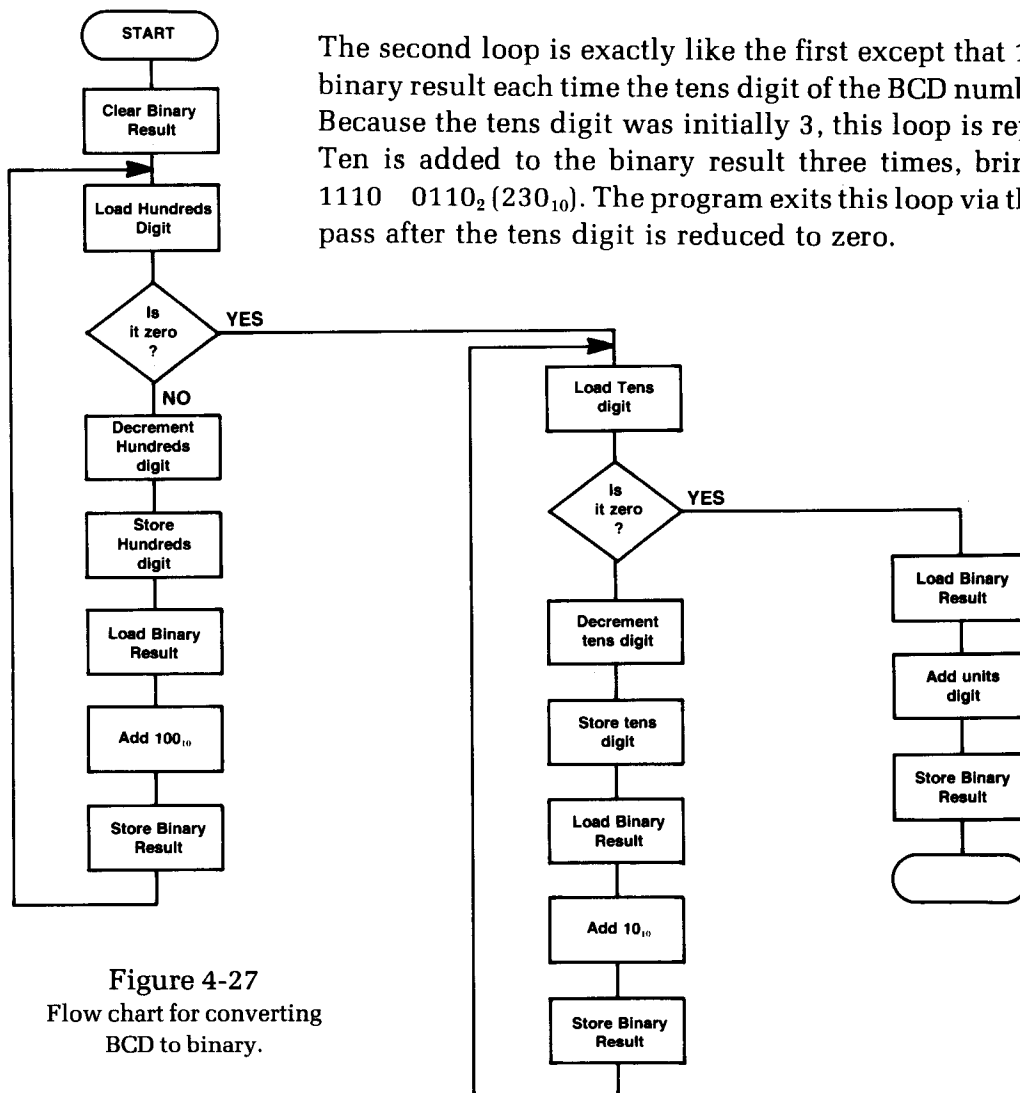 START
The second loop is exactly like the first except that
binary result each time the tens digit of the BCD
Because the tens digit was initially 3, this loop is
Ten is added to the binary result three times,
1110 0110₂ (230₁₀). The program exits this loop via
pass after the tens digit is reduced to zero.
Clear Binary
Result
Load Hundreds
Digit
Is
it zero
?
YES
NO
Decrement
Hundreds
digit
Store
Hundreds
digit
Load Binary
Result
Add 100₁₀
Store Binary
Result
Load Tens
digit
Is
it zero
?
YES
Decrement
tens digit
Store tens
digit
Load Binary
Result
Add 10₁₀
Store Binary
Result
Load Binary
Result
Add units
digit
Store Binary
Result
Figure 4-27
Flow chart for converting
BCD to binary.